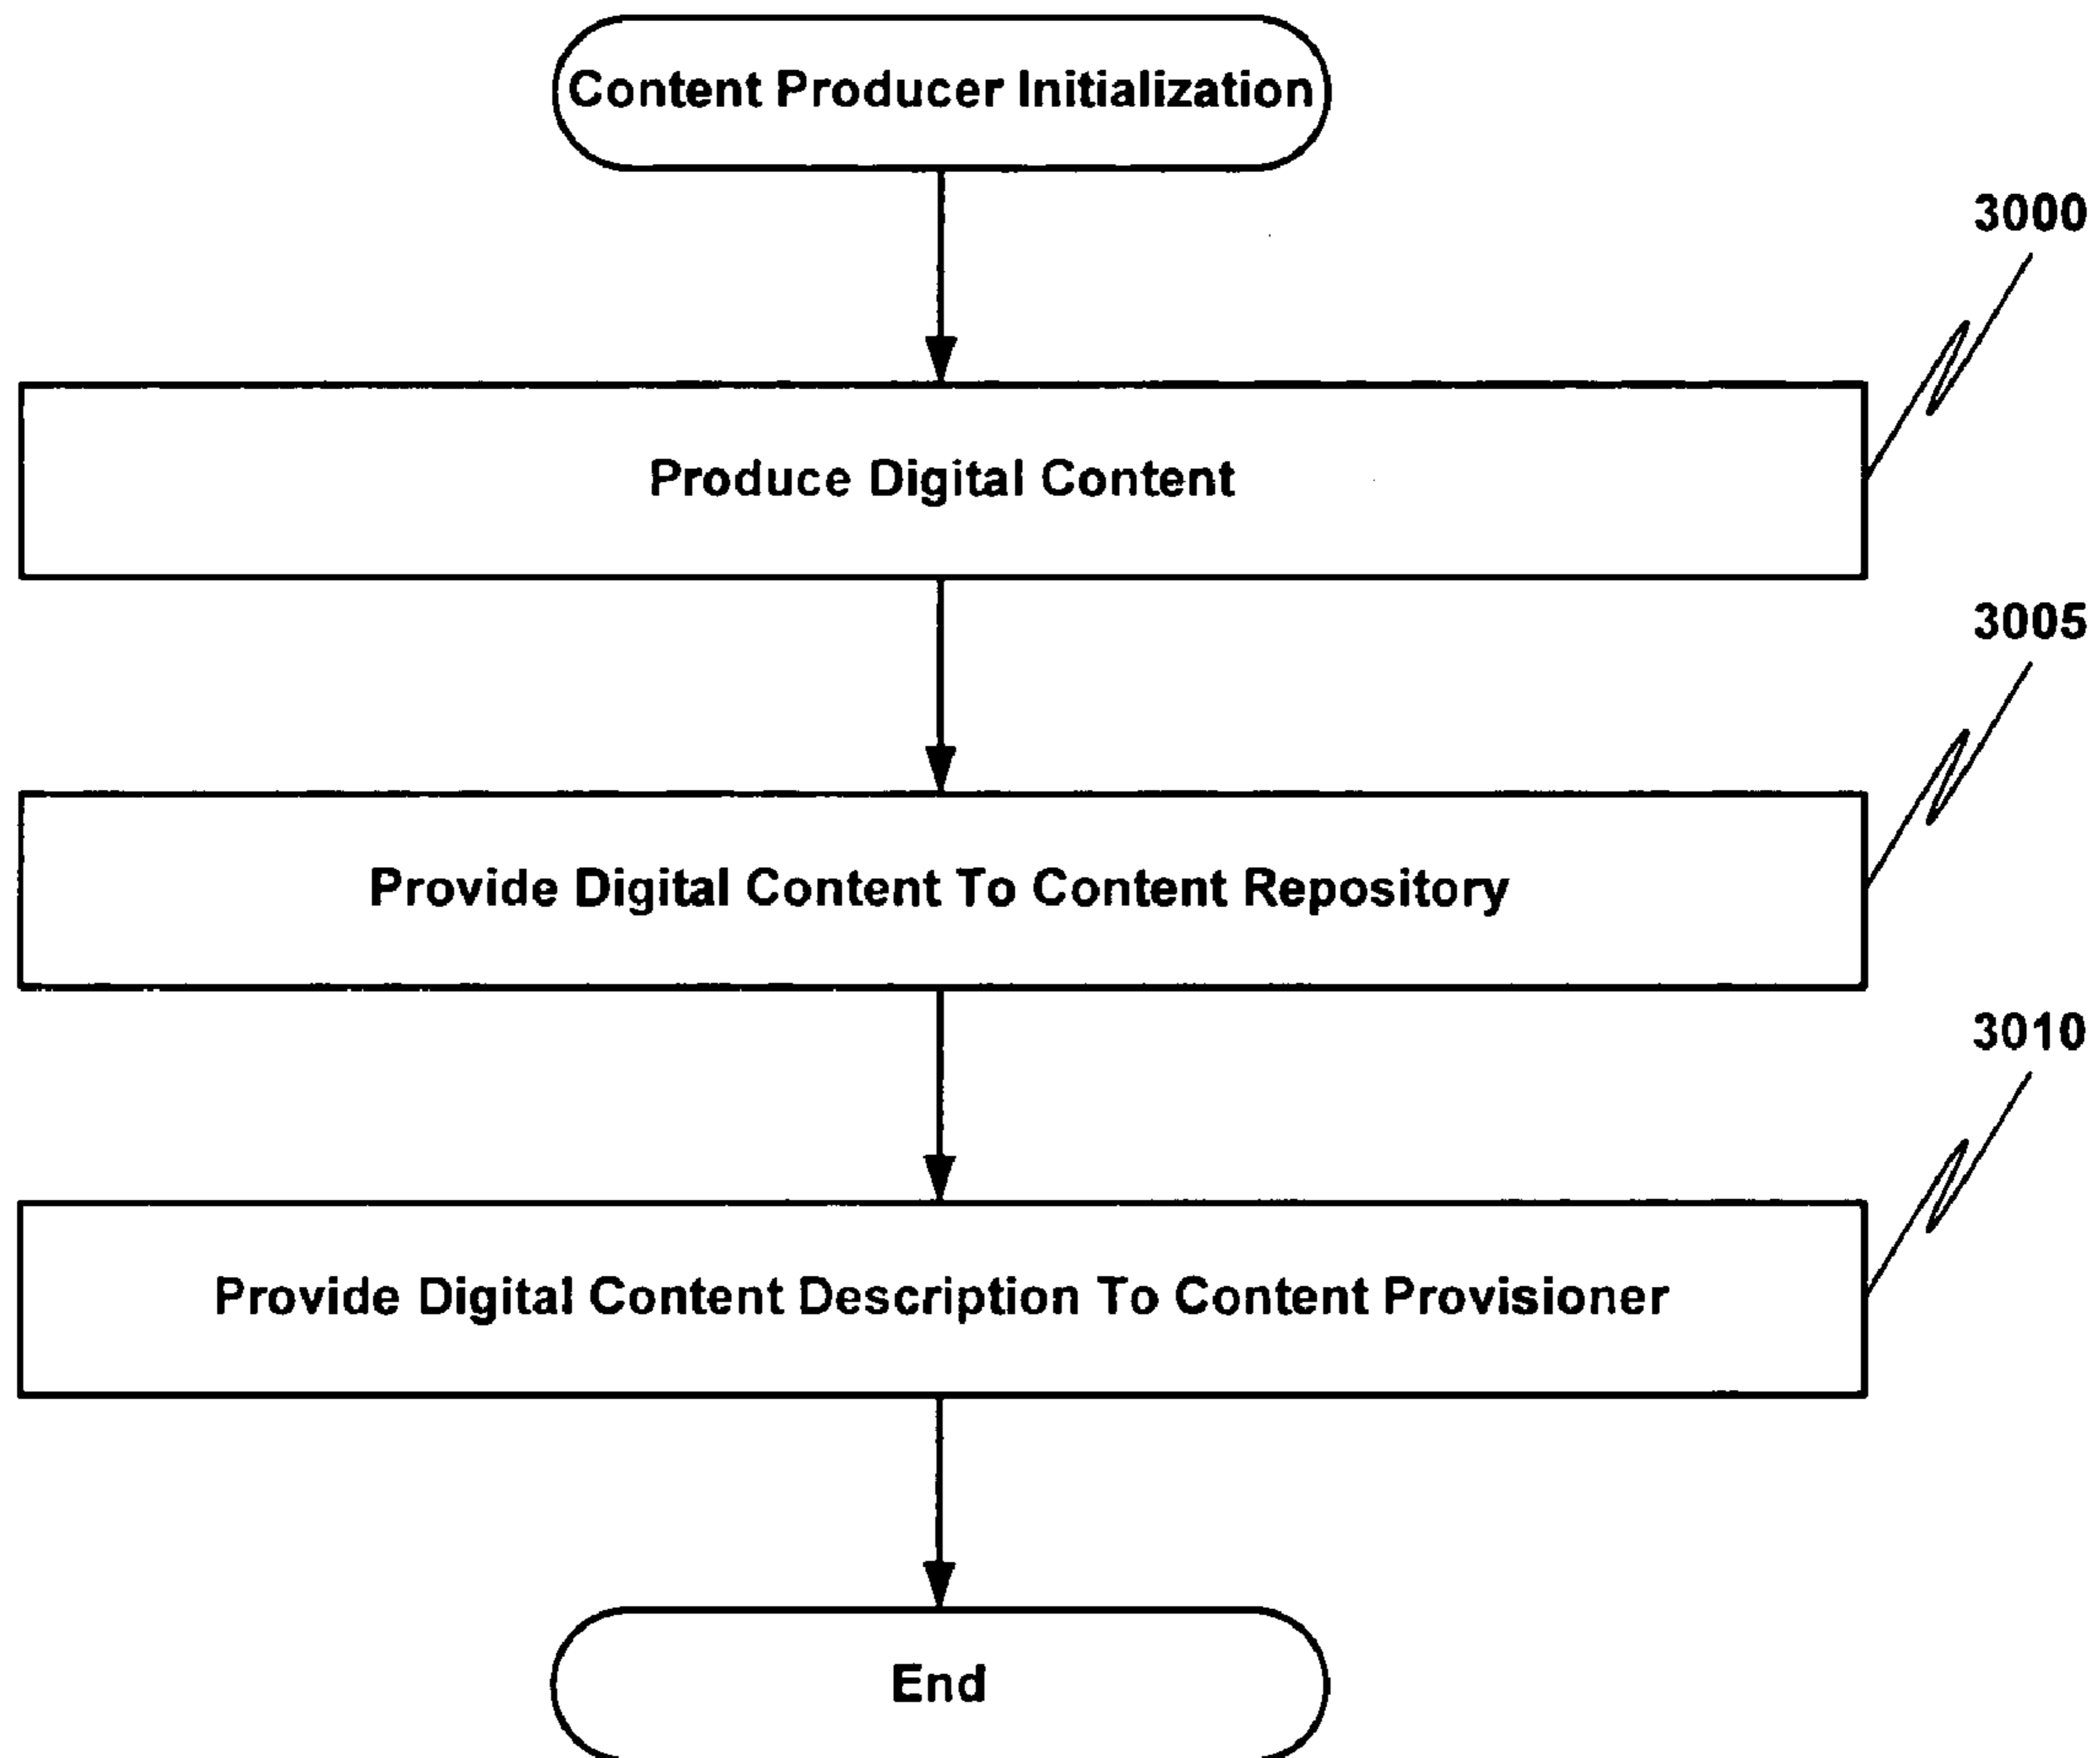 Content Producer Initialization
3000
Produce Digital Content
3005
Provide Digital Content To Content Repository
3010
Provide Digital Content Description To Content Provisioner
End